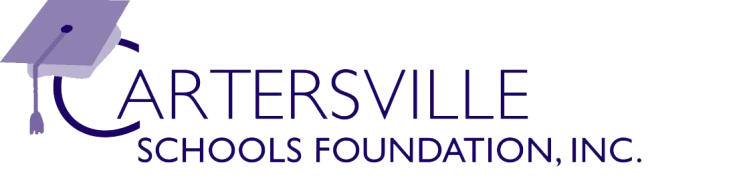 CARTERSVILLE
SCHOOLS FOUNDATION, INC.